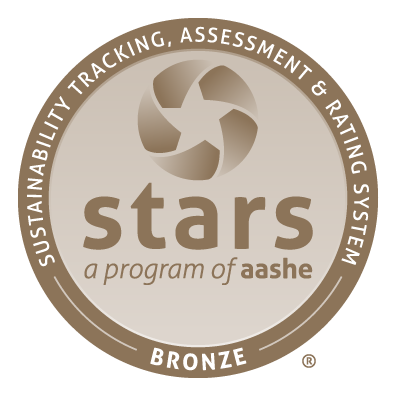 SUSTAINABILITY TRACKING, ASSESSMENT & RATING SYSTEM
stars
a program of aashe
BRONZE
®